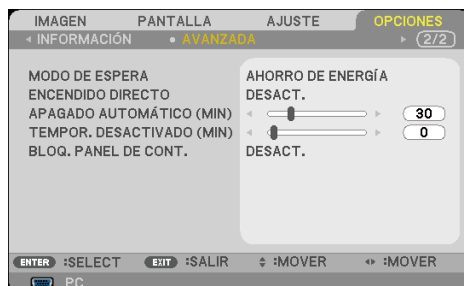 IMAGEN PANTALLA AJUSTE OPCIONES
INFORMACIÓN • AVANZADA (2/2)
MODO DE ESPERA AHORRO DE ENERGÍA
ENCENDIDO DIRECTO DESACT.
APAGADO AUTOMÁTICO (MIN) 30
TEMPOR. DESACTIVADO (MIN) 0
BLOQ. PANEL DE CONT. DESACT.
ENTER :SELECT EXIT :SALIR :MOVER :MOVER
PC